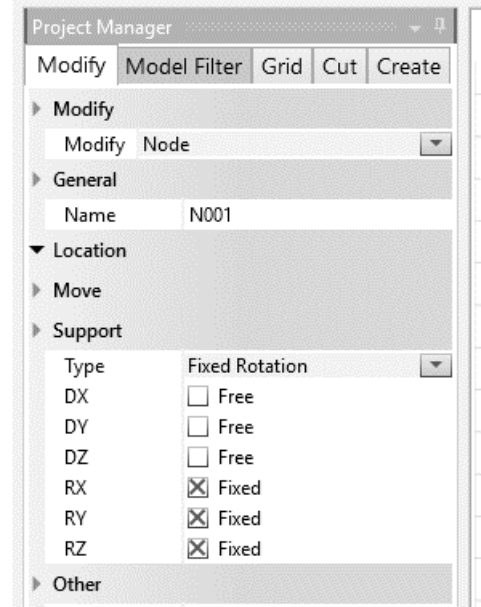 Project Manager
Modify Model Filter Grid Cut Create
Modify
Modify Node
General
Name N001
Location
Move
Support
Type Fixed Rotation
DX Free
DY Free
DZ Free
RX Fixed
RY Fixed
RZ Fixed
Other